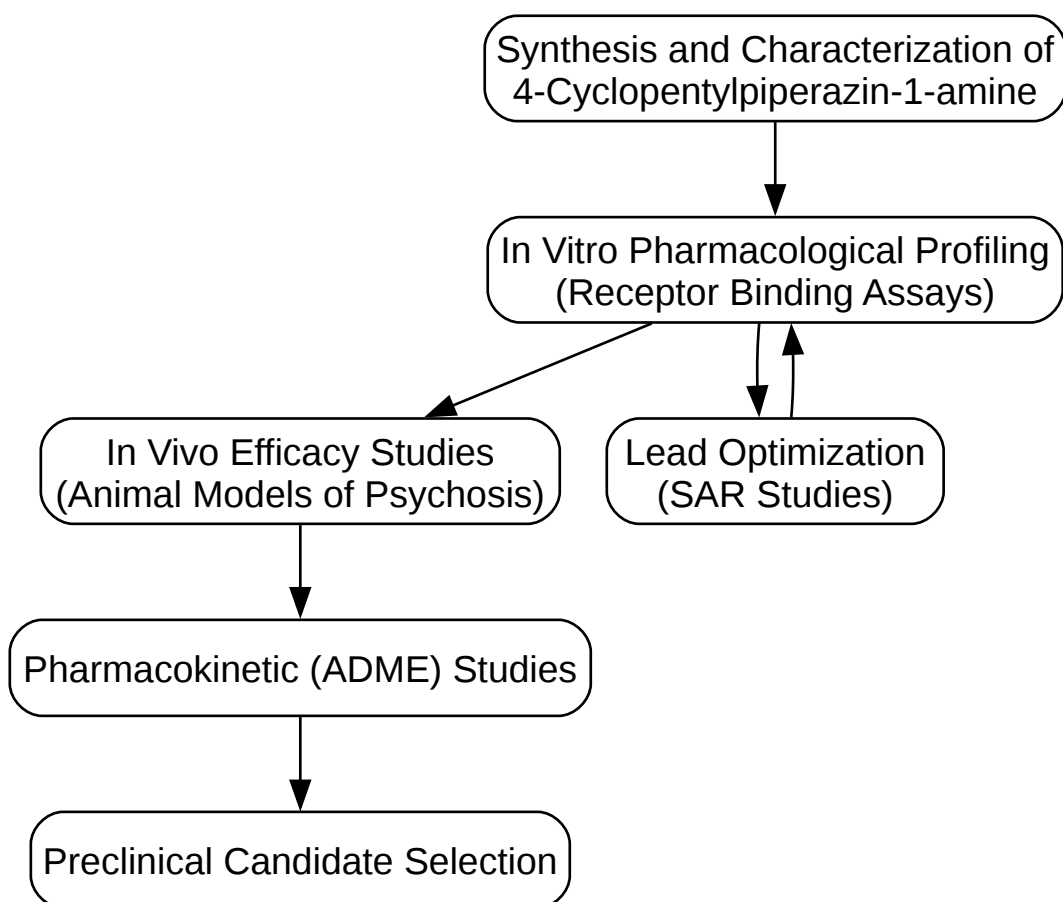 Synthesis and Characterization of
4-Cyclopentylpiperazin-1-amine
In Vitro Pharmacological Profiling
(Receptor Binding Assays)
In Vivo Efficacy Studies
(Animal Models of Psychosis)
Lead Optimization
(SAR Studies)
Pharmacokinetic (ADME) Studies
Preclinical Candidate Selection